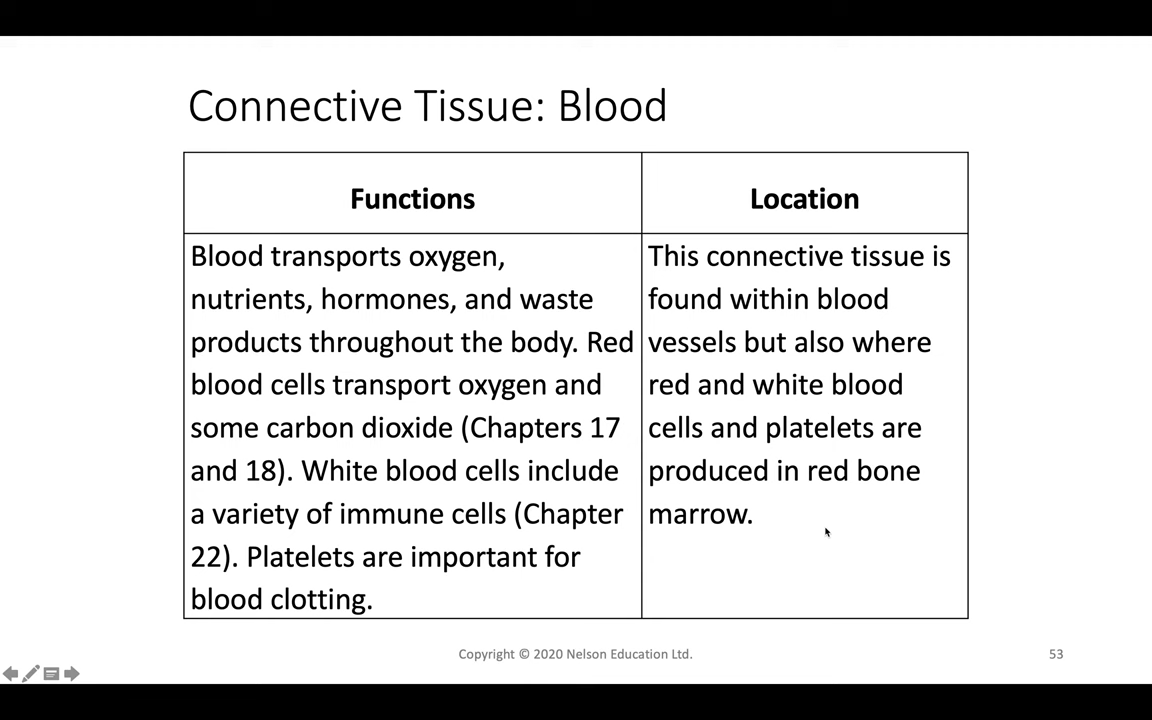 Connective Tissue: Blood
Functions
Location
Blood transports oxygen,
nutrients, hormones, and waste
products throughout the body. Red
blood cells transport oxygen and
some carbon dioxide (Chapters 17
and 18). White blood cells include
a variety of immune cells (Chapter
22). Platelets are important for
blood clotting.
This connective tissue is
found within blood
vessels but also where
red and white blood
cells and platelets are
produced in red bone
marrow.
Copyright © 2020 Nelson Education Ltd.
53